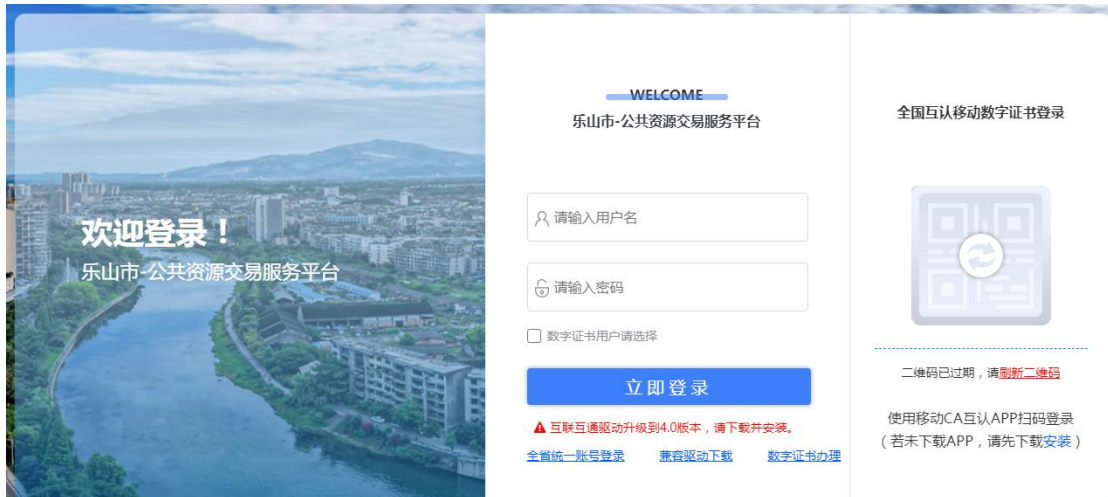 欢迎登录！
乐山市-公共资源交易服务平台
WELCOME
乐山市-公共资源交易服务平台
请输入用户名
请输入密码
数字证书用户请选择
立即登录
互联互通驱动升级到4.0版本，请下载并安装。
全省统一账号登录 兼容驱动下载 数字证书办理
全国互认移动数字证书登录
二维码已过期，请刷新二维码
使用移动CA互认APP扫码登录
（若未下载APP，请先下载安装）